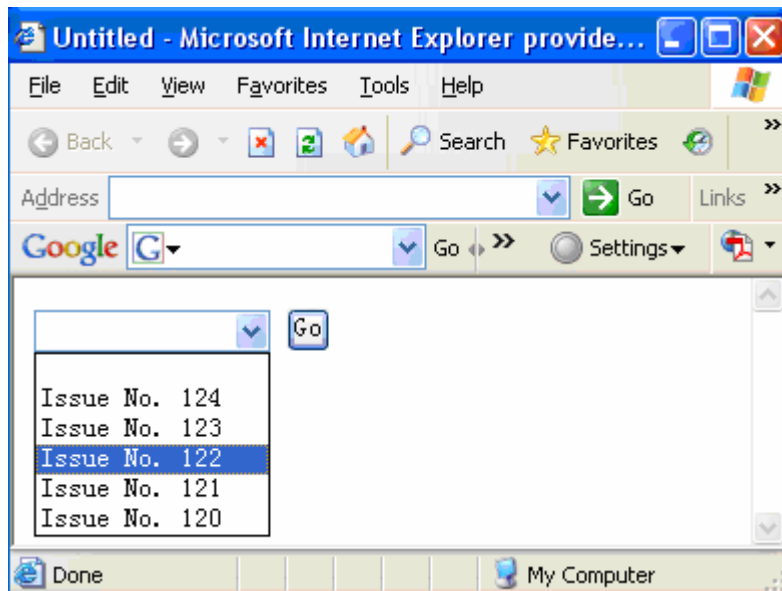 Untitled - Microsoft Internet Explorer provide...
File Edit View Favorites Tools Help
Back Search Favorites »
Address Go Links »
Google G Go » Settings
Go
Issue No. 124
Issue No. 123
Issue No. 122
Issue No. 121
Issue No. 120
Done My Computer